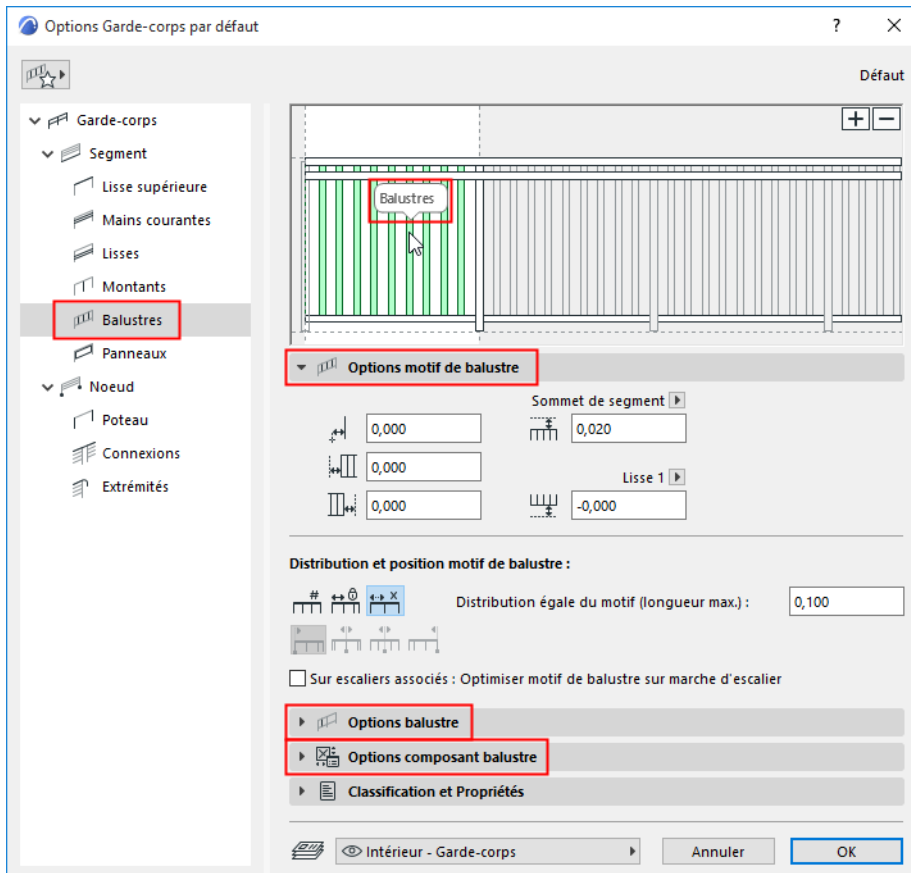 Options Garde-corps par défaut
?
Défaut
Garde-corps
Segment
Lisse supérieure
Mains courantes
Lisses
Montants
Balustres
Panneaux
Noeud
Poteau
Connexions
Extrémités
Balustres
Options motif de balustre
Sommet de segment
0,000
0,020
0,000
Lisse 1
0,000
-0,000
Distribution et position motif de balustre :
#
X
Distribution égale du motif (longueur max.) :
0,100
Sur escaliers associés : Optimiser motif de balustre sur marche d'escalier
Options balustre
Options composant balustre
Classification et Propriétés
Intérieur - Garde-corps
Annuler
OK